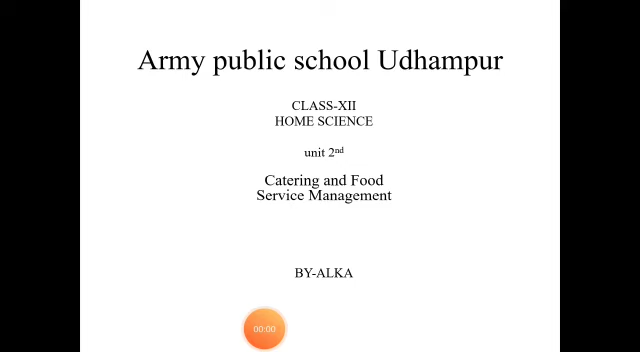 Army public school Udhampur
CLASS-XII
HOME SCIENCE
unit 2nd
Catering and Food
Service Management
BY-ALKA
00:00